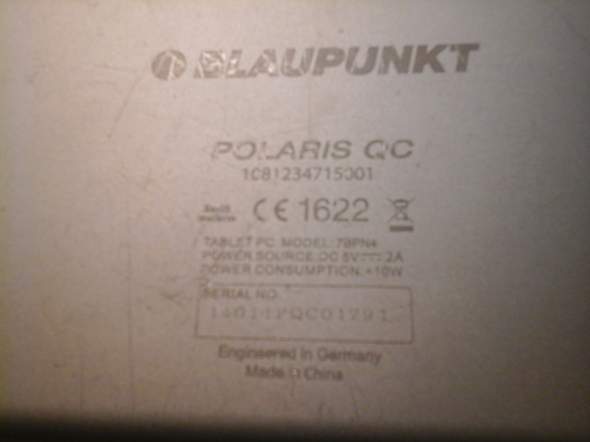 BLAUPUNKT
POLARIS QC
1081234715001
CE 1622
TABLET PC MODEL: 79PN4
POWER SOURCE: DC 5V 2A
POWER CONSUMPTION: <10W
SERIAL NO
Engineered in Germany
Made in China